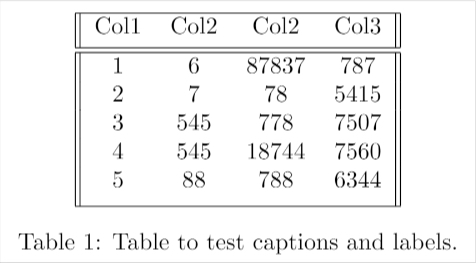 Col1 Col2 Col2 Col3
1 6 87837 787
2 7 78 5415
3 545 778 7507
4 545 18744 7560
5 88 788 6344
Table 1: Table to test captions and labels.